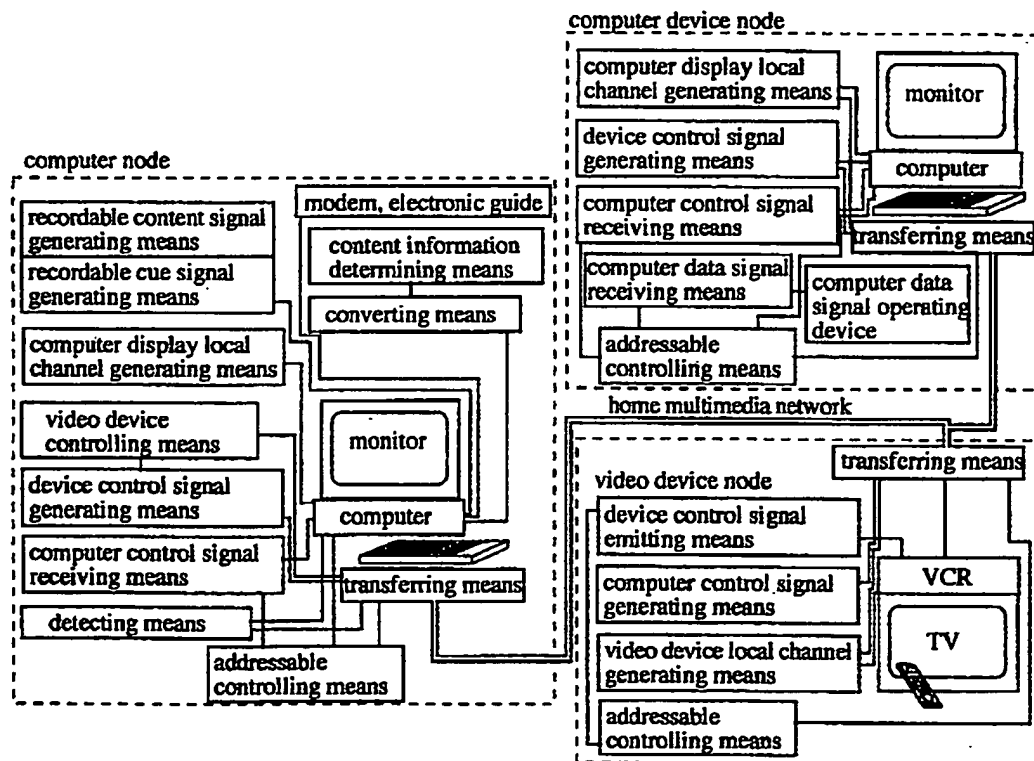 computer device node
computer display local
channel generating means
monitor
device control signal
generating means
computer
computer control signal
receiving means
transferring means
computer data signal
receiving means
computer data
signal operating
device
addressable
controlling means
computer node
modem, electronic guide
recordable content signal
generating means
content information
determining means
recordable cue signal
generating means
converting means
computer display local
channel generating means
video device
controlling means
monitor
device control signal
generating means
computer
computer control signal
receiving means
transferring means
detecting means
addressable
controlling means
home multimedia network
transferring means
video device node
device control signal
emitting means
VCR
computer control signal
generating means
TV
video device local channel
generating means
addressable
controlling means